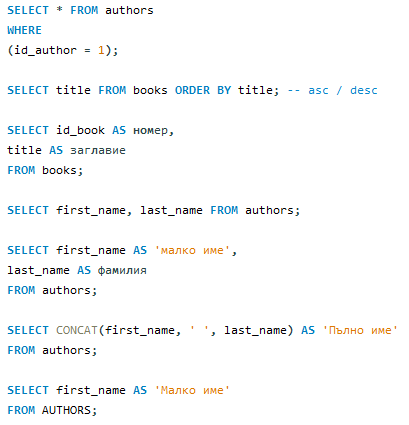 SELECT * FROM authors
WHERE
(id_author = 1);
SELECT title FROM books ORDER BY title; -- asc / desc
SELECT id_book AS номер,
title AS заглавие
FROM books;
SELECT first_name, last_name FROM authors;
SELECT first_name AS 'малко име',
last_name AS фамилия
FROM authors;
SELECT CONCAT(first_name, ' ', last_name) AS 'Пълно име'
FROM authors;
SELECT first_name AS 'Малко име'
FROM AUTHORS;